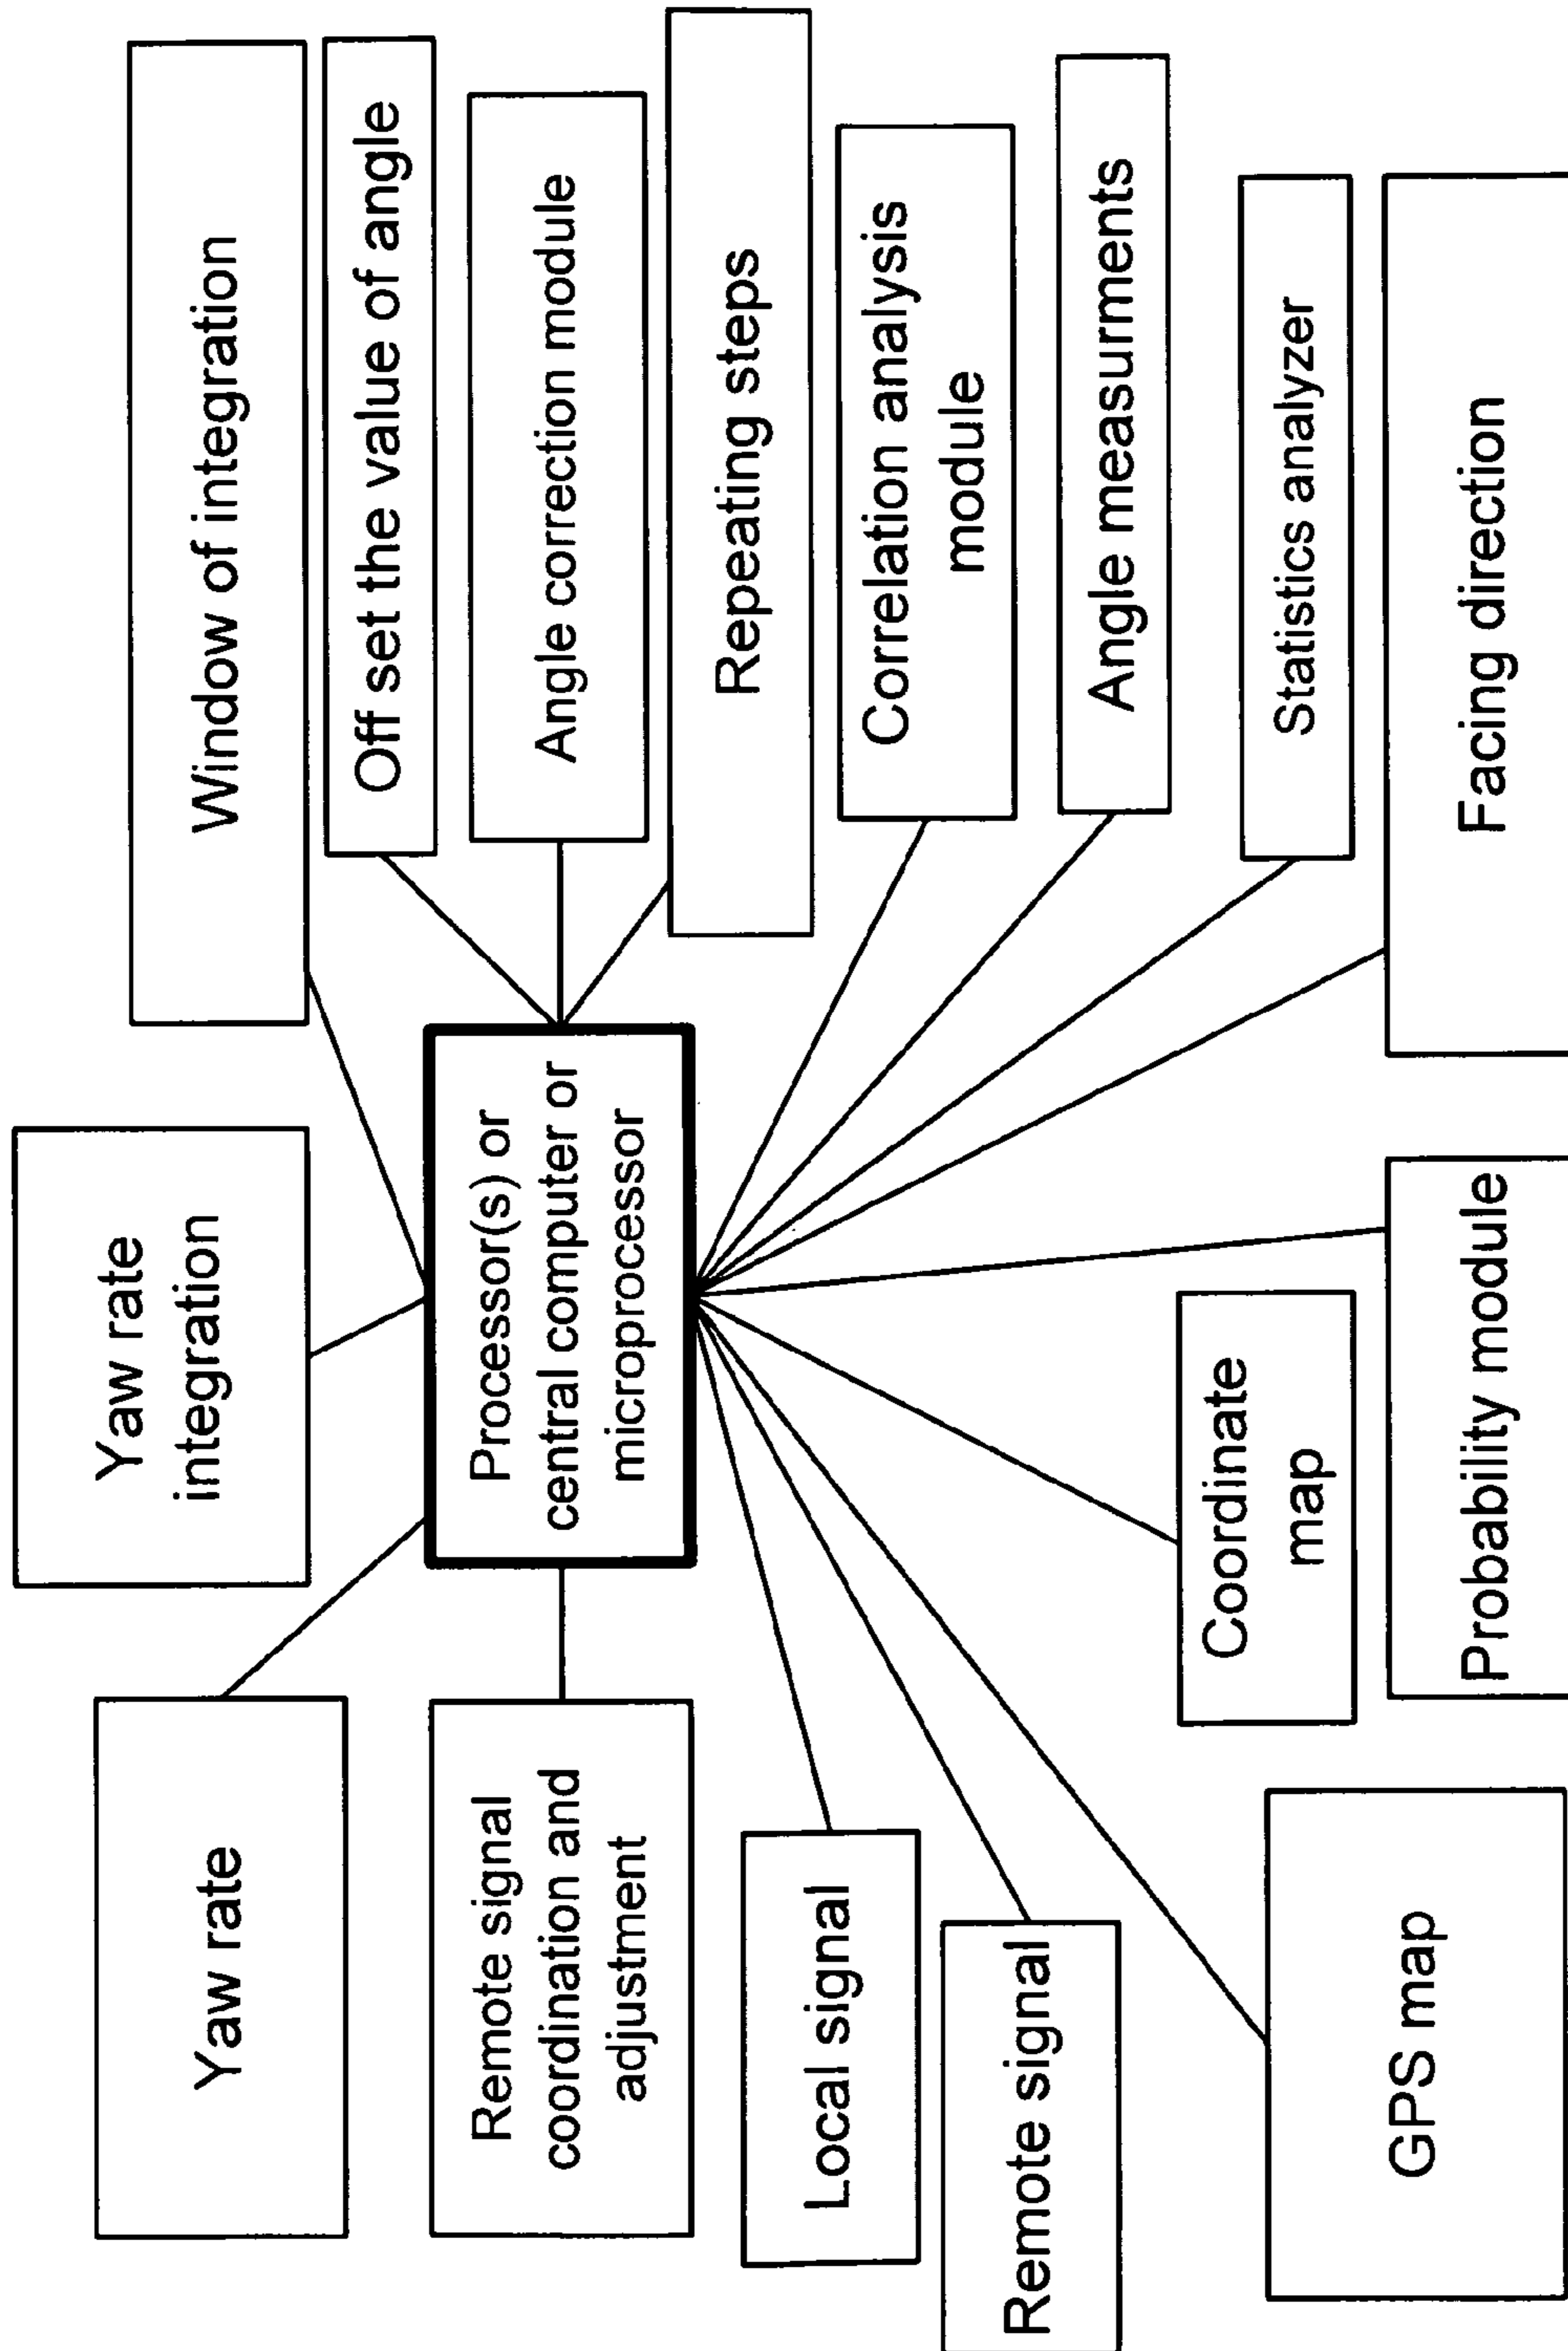 Yaw rate
Yaw rate
integration
Window of integration
Off set the value of angle
Remote signal
coordination and
adjustment
Processor(s) or
central computer or
microprocessor
Angle correction module
Repeating steps
Local signal
Correlation analysis
module
Remote signal
Angle measurments
Coordinate
map
Statistics analyzer
GPS map
Probability module
Facing direction